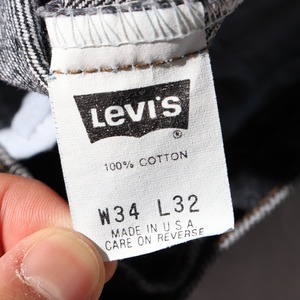 Levi's
®
100% COTTON
W34 L32
MADE IN U S A
CARE ON REVERSE